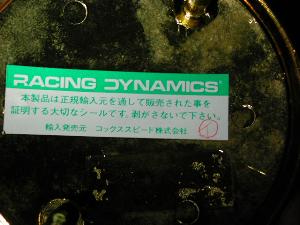 RACING DYNAMICS
本製品は正規輸入元を通して販売された事を
証明する大切なシールです。剥がさないで下さい。
輸入発売元 コックススピード株式会社